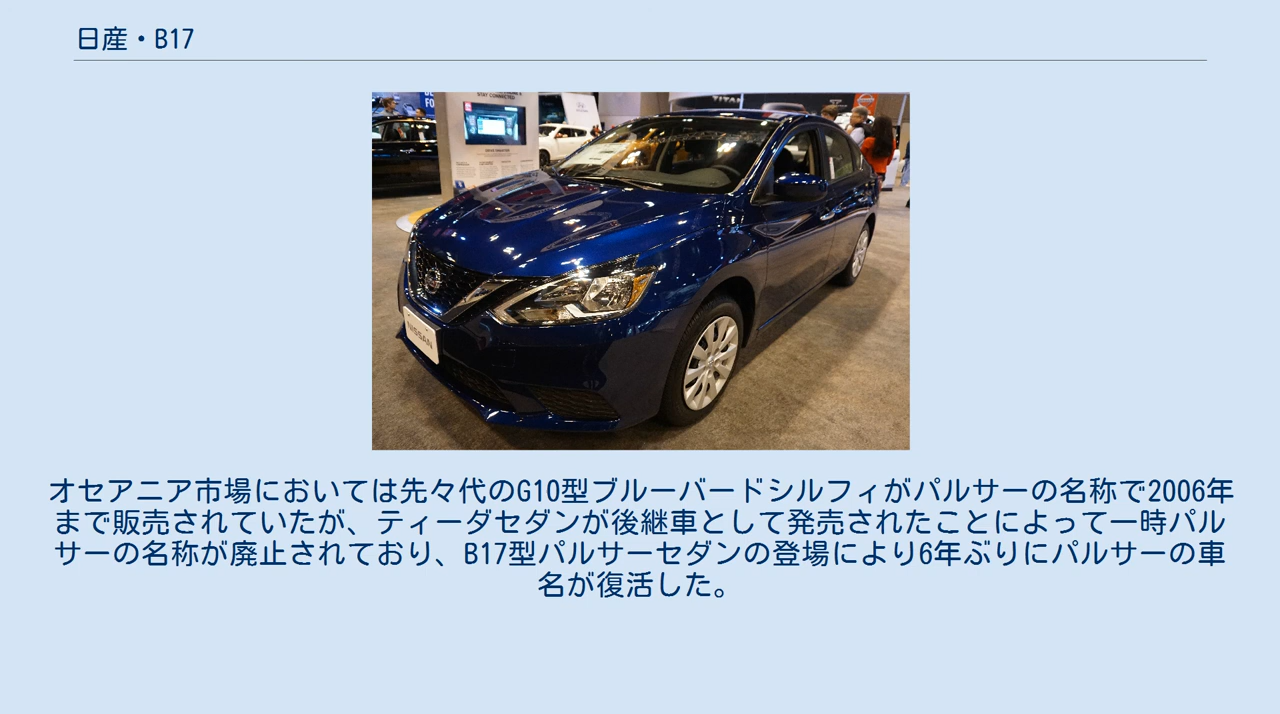 日産・B17
STAY CONNECTED
TITAN
NISSAN
オセアニア市場においては先々代のG10型ブルーバードシルフィがパルサーの名称で2006年
まで販売されていたが、ティーダセダンが後継車として発売されたことによって一時パル
サーの名称が廃止されており、B17型パルサーセダンの登場により6年ぶりにパルサーの車
名が復活した。